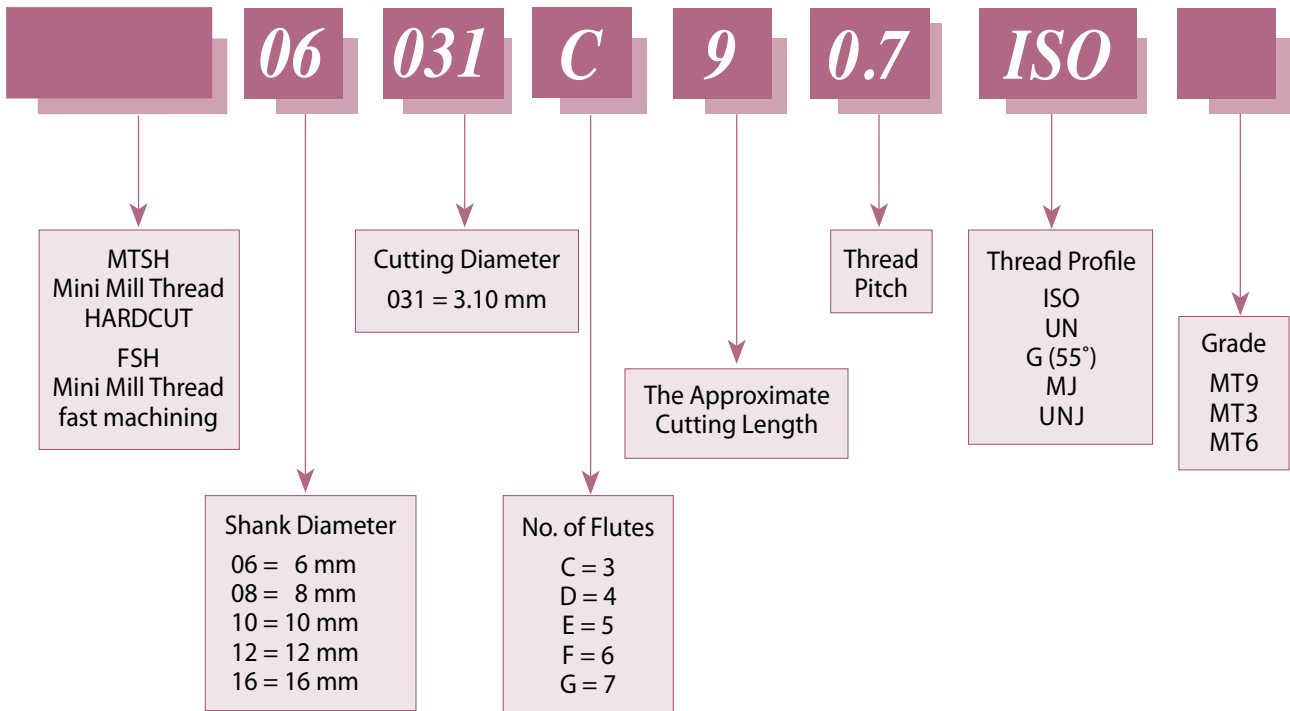 06 031 C 9 0.7 ISO
MTSH
Mini Mill Thread
HARDCUT
FSH
Mini Mill Thread
fast machining
Shank Diameter
06 = 6 mm
08 = 8 mm
10 = 10 mm
12 = 12 mm
16 = 16 mm
Cutting Diameter
031 = 3.10 mm
No. of Flutes
C = 3
D = 4
E = 5
F = 6
G = 7
The Approximate
Cutting Length
Thread
Pitch
Thread Profile
ISO
UN
G (55˚)
MJ
UNJ
Grade
MT9
MT3
MT6